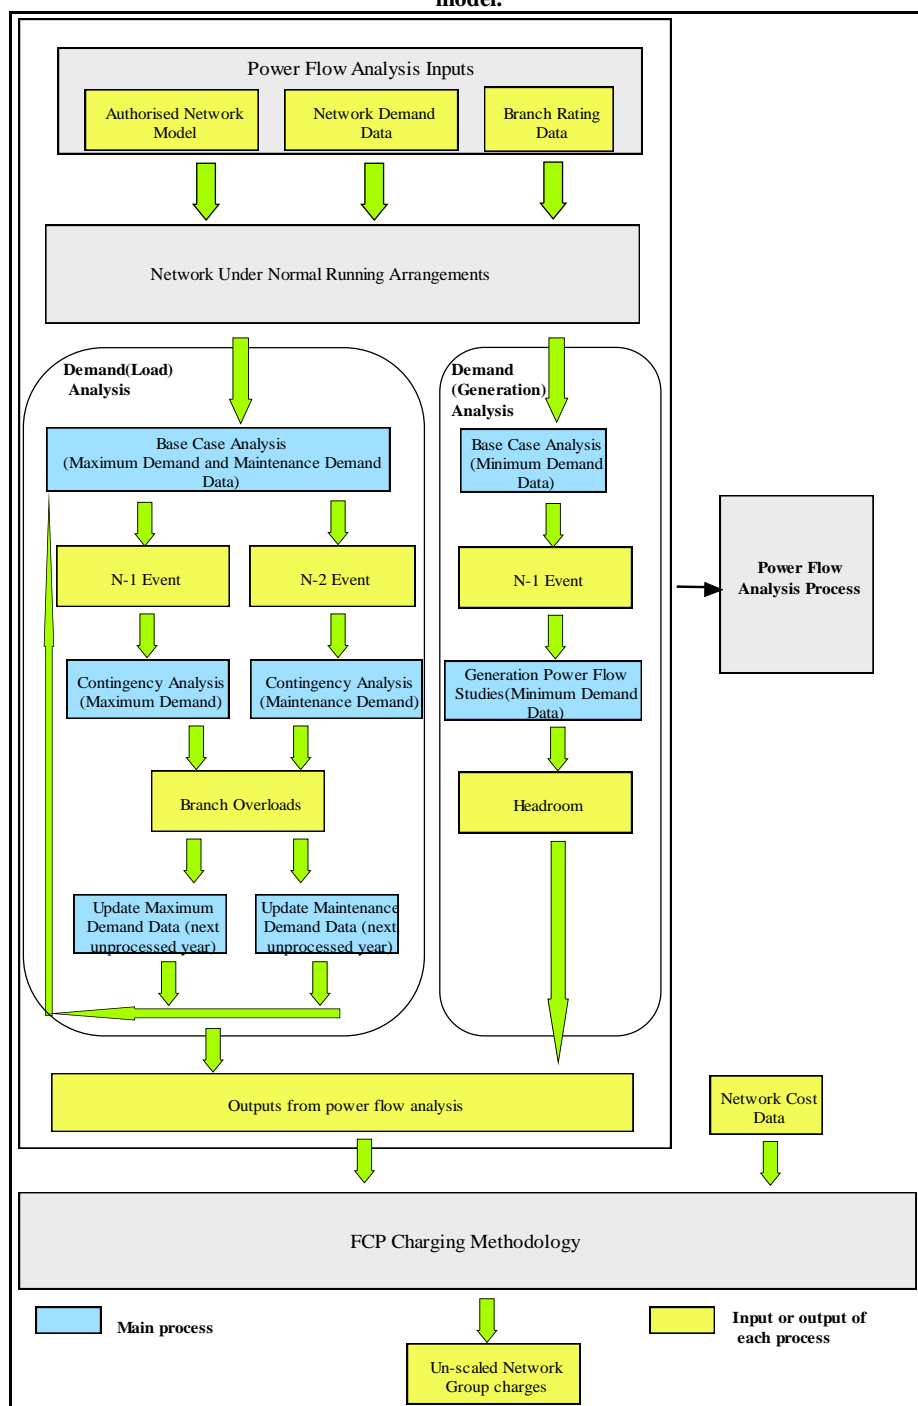 model.
Power Flow Analysis Inputs
Authorised Network
Model
Network Demand
Data
Branch Rating
Data
Network Under Normal Running Arrangements
Demand(Load)
Analysis
Demand
(Generation)
Analysis
Base Case Analysis
(Maximum Demand and Maintenance Demand
Data)
Base Case Analysis
(Minimum Demand
Data)
N-1 Event
N-2 Event
N-1 Event
Power Flow
Analysis Process
Contingency Analysis
(Maximum Demand)
Contingency Analysis
(Maintenance Demand)
Generation Power Flow
Studies(Minimum Demand
Data)
Branch Overloads
Headroom
Update Maximum
Demand Data (next
unprocessed year)
Update Maintenance
Demand Data (next
unprocessed year)
Outputs from power flow analysis
Network Cost
Data
FCP Charging Methodology
Main process
Input or output of
each process
Un-scaled Network
Group charges